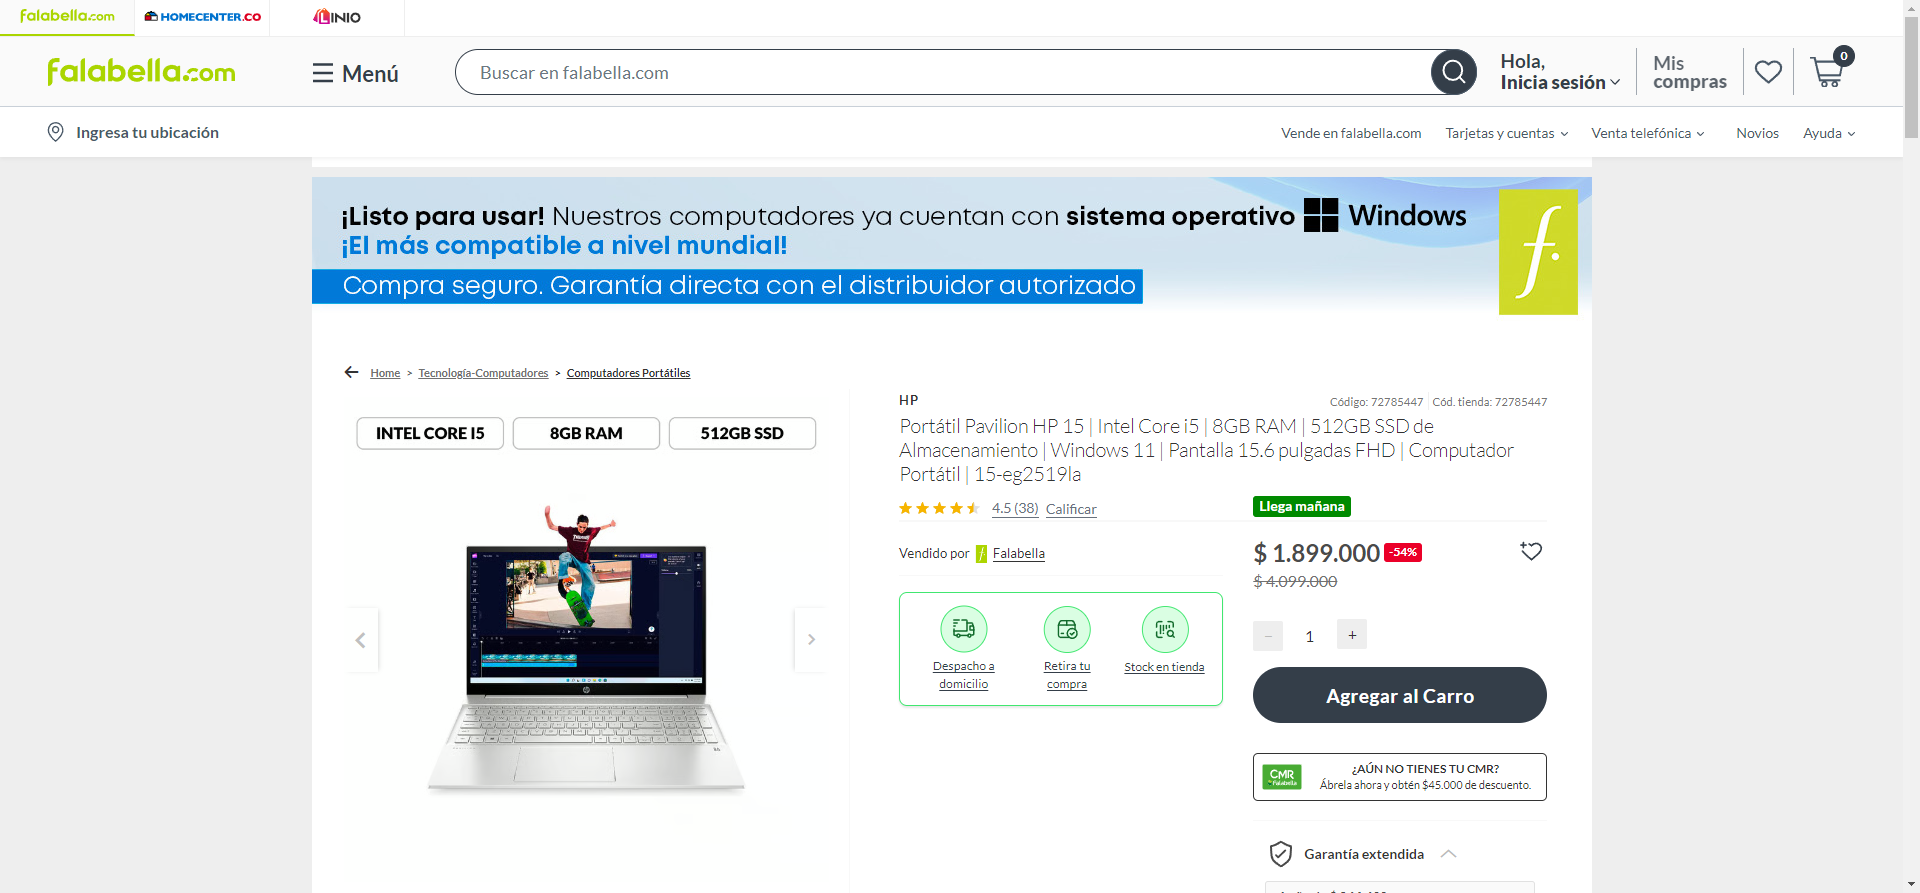 falabella.com
HOMECENTER.CO
LINIO
falabella.com
Menú
Buscar en falabella.com
Hola,
Inicia sesión
Mis
compras
0
Ingresa tu ubicación
Vende en falabella.com
Tarjetas y cuentas
Venta telefónica
Novios
Ayuda
¡Listo para usar! Nuestros computadores ya cuentan con sistema operativo Windows
¡El más compatible a nivel mundial!
Compra seguro. Garantía directa con el distribuidor autorizado
f.
Home > Tecnología-Computadores > Computadores Portátiles
INTEL CORE I5
8GB RAM
512GB SSD
HP
Código: 72785447
Cód. tienda: 72785447
Portátil Pavilion HP 15 | Intel Core i5 | 8GB RAM | 512GB SSD de
Almacenamiento | Windows 11 | Pantalla 15.6 pulgadas FHD | Computador
Portátil | 15-eg2519la
4.5 (38)
Calificar
Llega mañana
Vendido por
Falabella
$ 1.899.000
-54%
$ 4.099.000
Despacho a
domicilio
Retira tu
compra
Stock en tienda
− 1 +
Agregar al Carro
CMR
Falabella
¿AÚN NO TIENES TU CMR?
Ábrela ahora y obtén $45.000 de descuento.
Garantía extendida